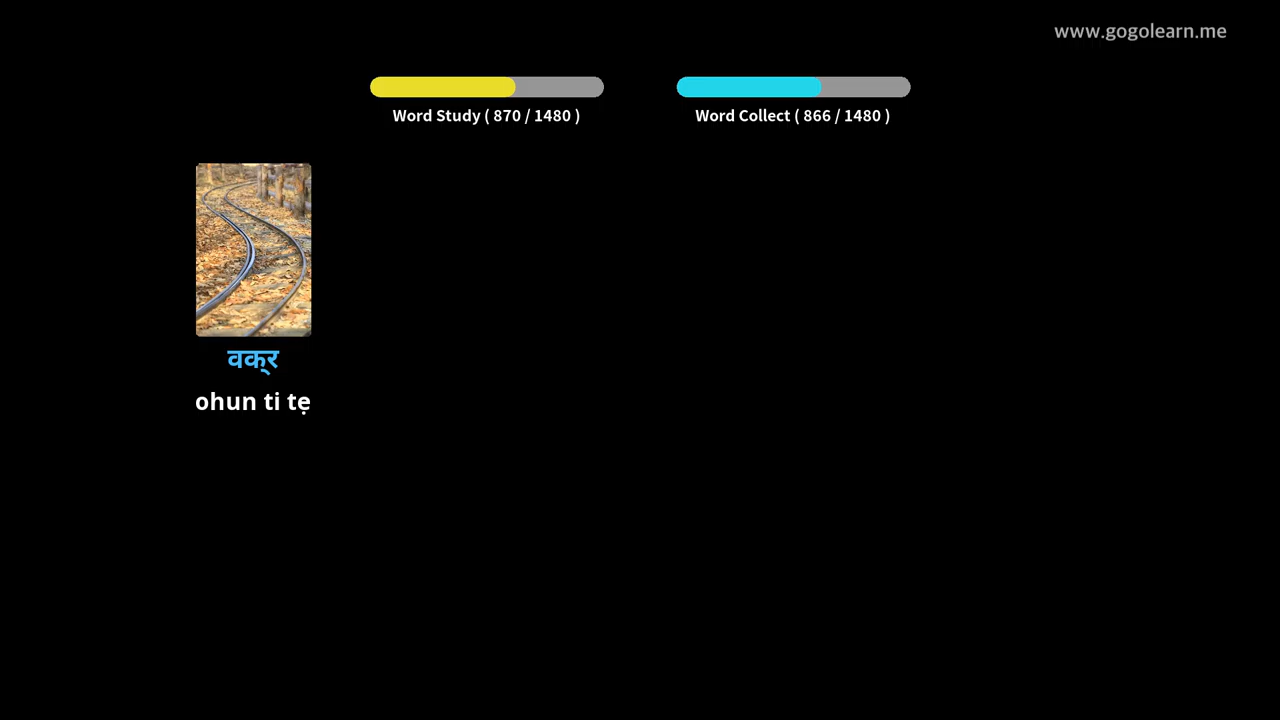 www.gogolearn.me
Word Study ( 870 / 1480 )
Word Collect ( 866 / 1480 )
वक्र
ohun ti tẹ